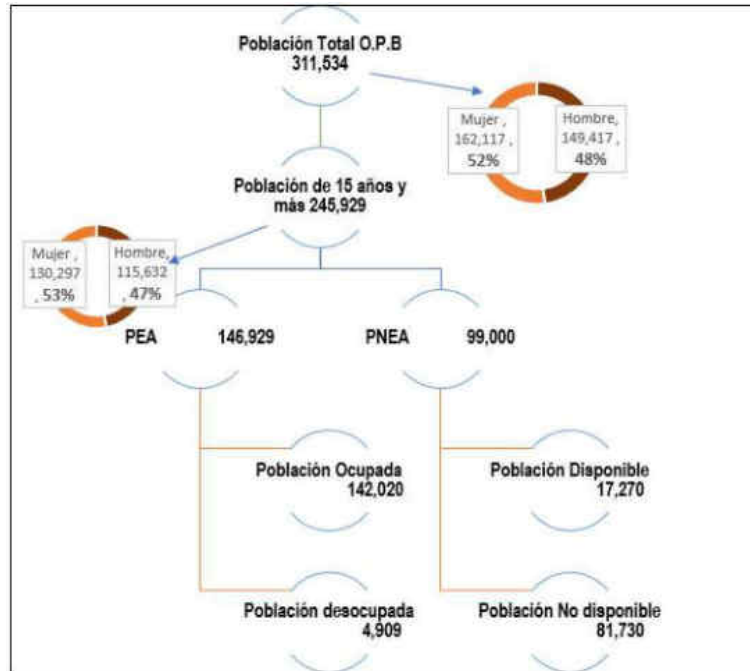 Población Total O.P.B
311,534
Mujer ,
162,117 ,
52%
Hombre,
149,417 ,
48%
Población de 15 años y
más 245,929
Mujer ,
130,297
, 53%
Hombre,
115,632
, 47%
PEA 146,929
PNEA 99,000
Población Ocupada
142,020
Población Disponible
17,270
Población desocupada
4,909
Población No disponible
81,730